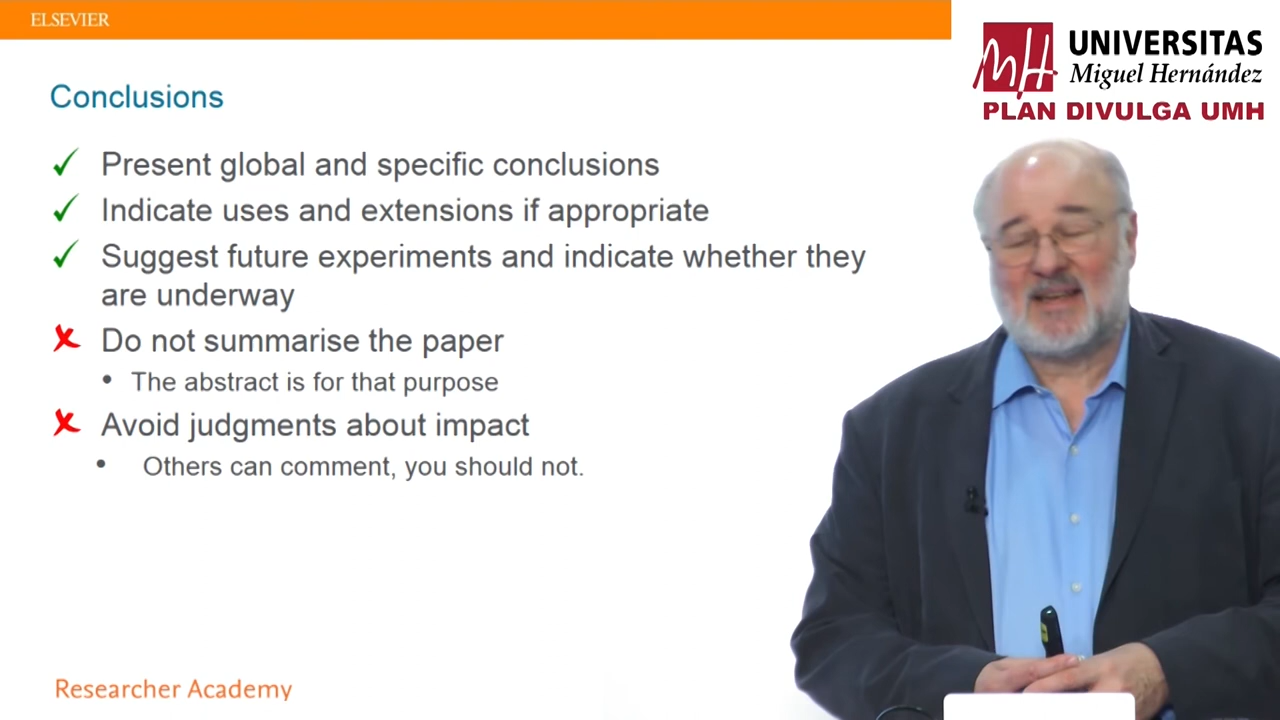 ELSEVIER
UNIVERSITAS
Miguel Hernández
PLAN DIVULGA UMH
Conclusions
✓ Present global and specific conclusions
✓ Indicate uses and extensions if appropriate
✓ Suggest future experiments and indicate whether they
are underway
✗ Do not summarise the paper
• The abstract is for that purpose
✗ Avoid judgments about impact
• Others can comment, you should not.
Researcher Academy